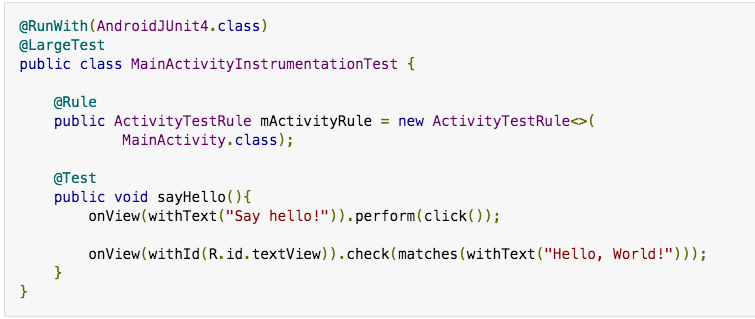 @RunWith(AndroidJUnit4.class)
@LargeTest
public class MainActivityInstrumentationTest {
@Rule
public ActivityTestRule mActivityRule = new ActivityTestRule<>(
MainActivity.class);
@Test
public void sayHello(){
onView(withText("Say hello!")).perform(click());
onView(withId(R.id.textView)).check(matches(withText("Hello, World!")));
}
}